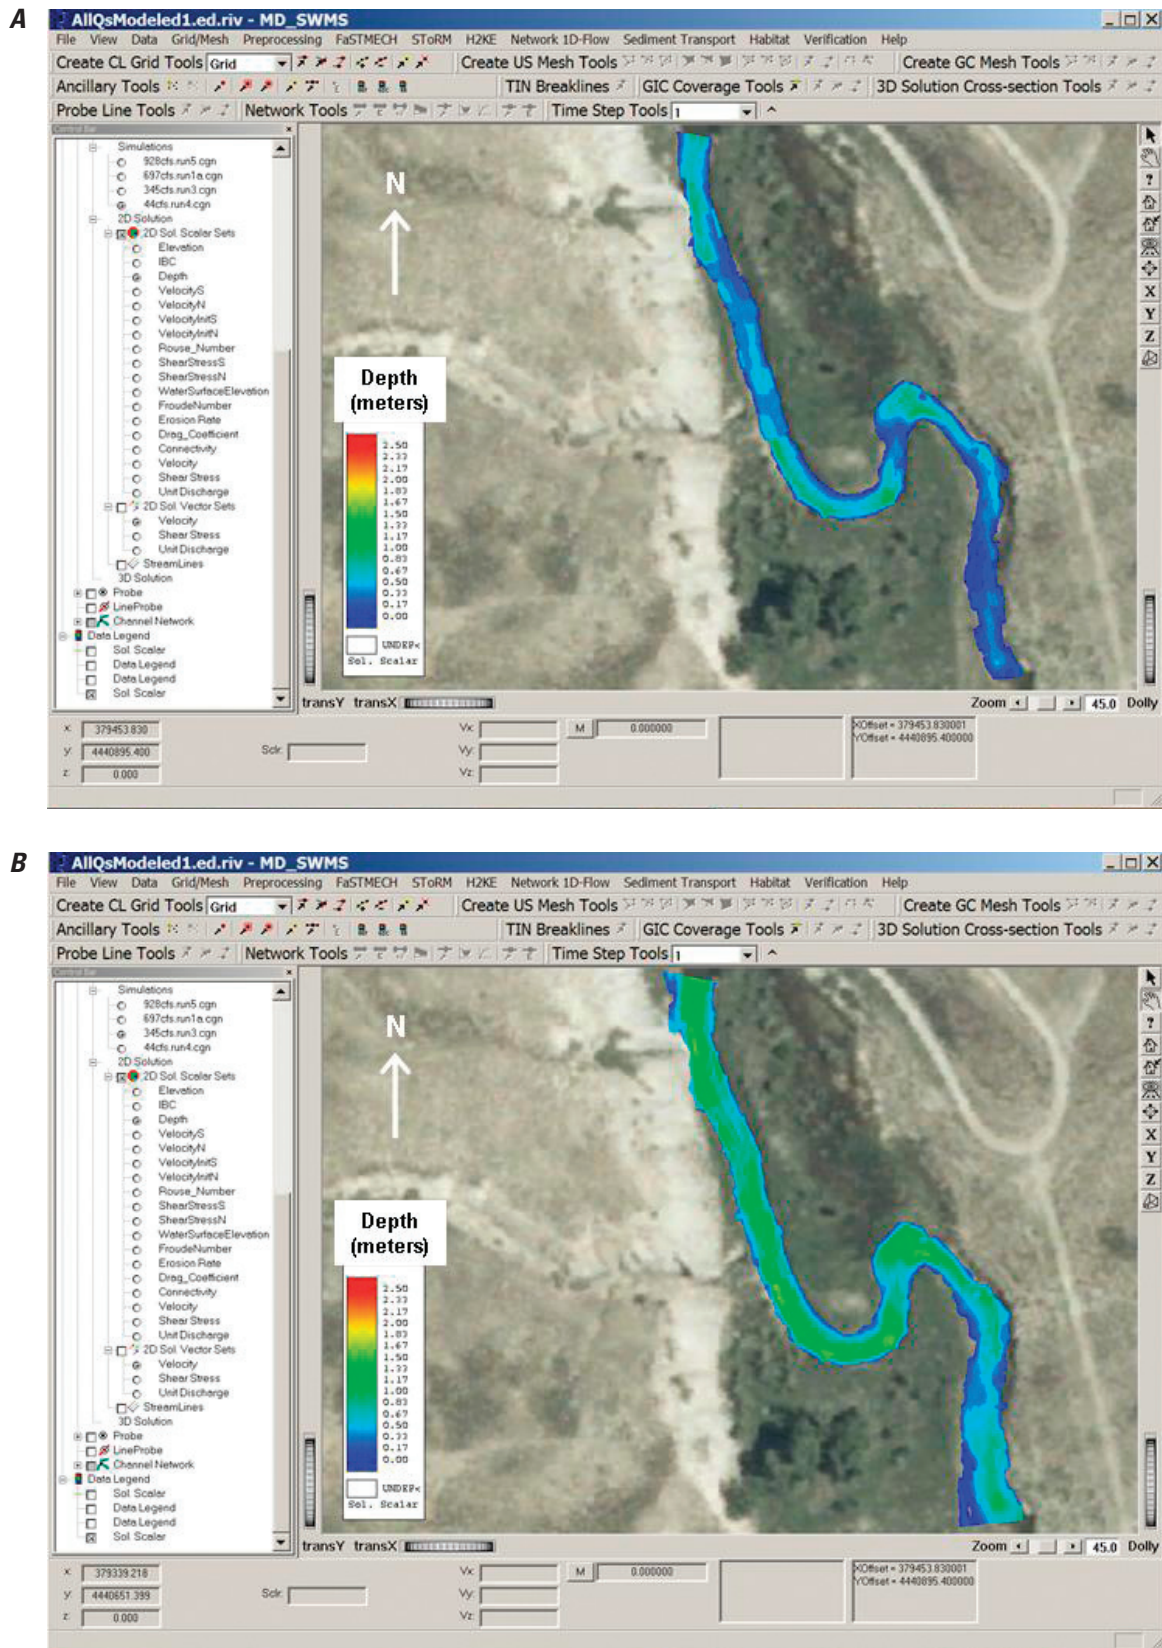 A
AllQsModeled1.ed.riv - MD_SWMS
File View Data Grid/Mesh Preprocessing FaSTMECH SToRM H2KE Network 1D-Flow Sediment Transport Habitat Verification Help
Create CL Grid Tools Grid Create US Mesh Tools Create GC Mesh Tools
Ancillary Tools TIN Breaklines GIC Coverage Tools 3D Solution Cross-section Tools
Probe Line Tools Network Tools Time Step Tools 1
Control Bar
Simulations
928cfs.run5.cgn
697cfs.run1a.cgn
345cfs.run3.cgn
44cfs.run4.cgn
2D Solution
2D Sol. Scalar Sets
Elevation
IBC
Depth
VelocityS
VelocityN
VelocityInitS
VelocityInitN
Rouse_Number
ShearStressS
ShearStressN
WaterSurfaceElevation
FroudeNumber
Erosion Rate
Drag_Coefficient
Connectivity
Velocity
Shear Stress
Unit Discharge
2D Sol. Vector Sets
Velocity
Shear Stress
Unit Discharge
StreamLines
3D Solution
Probe
LineProbe
Channel Network
Data Legend
Sol. Scalar
Data Legend
Data Legend
Sol. Scalar
N
Depth
(meters)
2.50
2.33
2.17
2.00
1.83
1.67
1.50
1.33
1.17
1.00
0.83
0.67
0.50
0.33
0.17
0.00
UNDEF<
Sol. Scalar
?
X
Y
Z
transY transX Zoom 45.0 Dolly
x: 379453.830
y: 4440895.400
z: 0.000
Sclr:
Vx:
Vy:
Vz:
M 0.000000
XOffset = 379453.830001
YOffset = 4440895.400000
B
AllQsModeled1.ed.riv - MD_SWMS
File View Data Grid/Mesh Preprocessing FaSTMECH SToRM H2KE Network 1D-Flow Sediment Transport Habitat Verification Help
Create CL Grid Tools Grid Create US Mesh Tools Create GC Mesh Tools
Ancillary Tools TIN Breaklines GIC Coverage Tools 3D Solution Cross-section Tools
Probe Line Tools Network Tools Time Step Tools 1
Control Bar
Simulations
928cfs.run5.cgn
697cfs.run1a.cgn
345cfs.run3.cgn
44cfs.run4.cgn
2D Solution
2D Sol. Scalar Sets
Elevation
IBC
Depth
VelocityS
VelocityN
VelocityInitS
VelocityInitN
Rouse_Number
ShearStressS
ShearStressN
WaterSurfaceElevation
FroudeNumber
Erosion Rate
Drag_Coefficient
Connectivity
Velocity
Shear Stress
Unit Discharge
2D Sol. Vector Sets
Velocity
Shear Stress
Unit Discharge
StreamLines
3D Solution
Probe
LineProbe
Channel Network
Data Legend
Sol. Scalar
Data Legend
Data Legend
Sol. Scalar
N
Depth
(meters)
2.50
2.33
2.17
2.00
1.83
1.67
1.50
1.33
1.17
1.00
0.83
0.67
0.50
0.33
0.17
0.00
UNDEF<
Sol. Scalar
?
X
Y
Z
transY transX Zoom 45.0 Dolly
x: 379339.218
y: 4440651.399
z: 0.000
Sclr:
Vx:
Vy:
Vz:
M 0.000000
XOffset = 379453.830001
YOffset = 4440895.400000